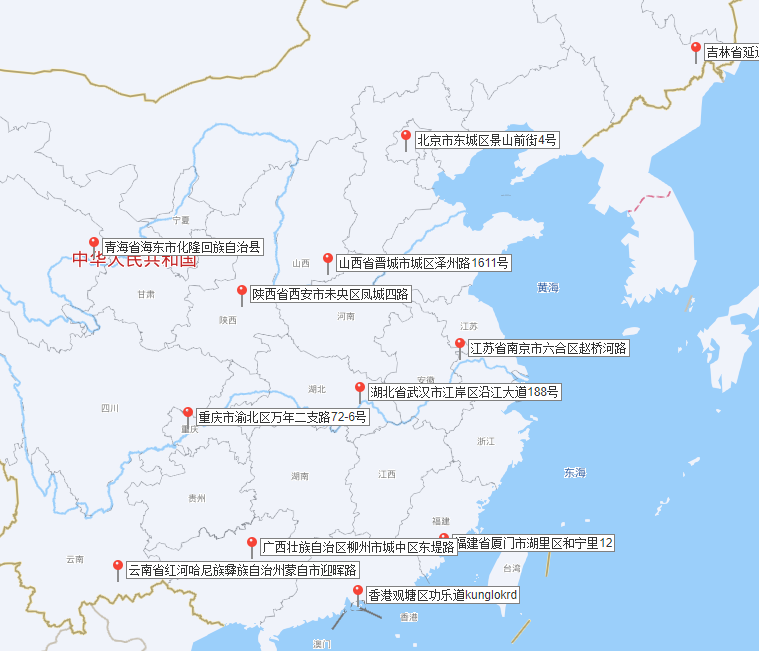 吉林省延边
北京市东城区景山前街4号
宁夏
青海省海东市化隆回族自治县
中华人民共和国
山西
山西省晋城市城区泽州路1611号
甘肃
陕西省西安市未央区凤城四路
黄海
陕西
河南
江苏
江苏省南京市六合区赵桥河路
安徽
湖北
湖北省武汉市江岸区沿江大道188号
四川
重庆市渝北区万年二支路72-6号
重庆
浙江
湖南
江西
东海
贵州
福建
广西壮族自治区柳州市城中区东堤路
福建省厦门市湖里区和宁里12
云南
云南省红河哈尼族彝族自治州蒙自市迎晖路
台湾
香港观塘区功乐道kunglokrd
香港
澳门